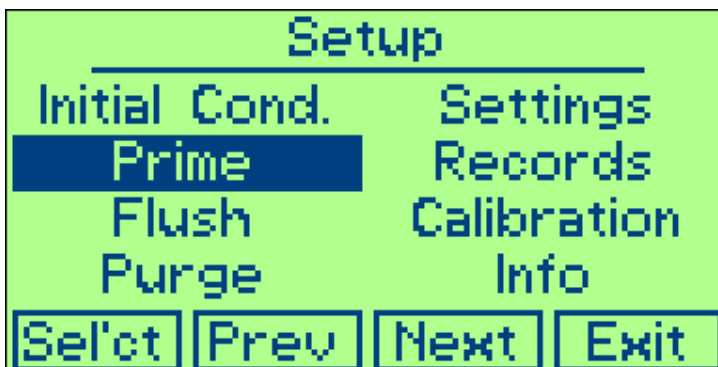 Setup
Initial Cond. Settings
Prime Records
Flush Calibration
Purge Info
Sel'ct Prev Next Exit